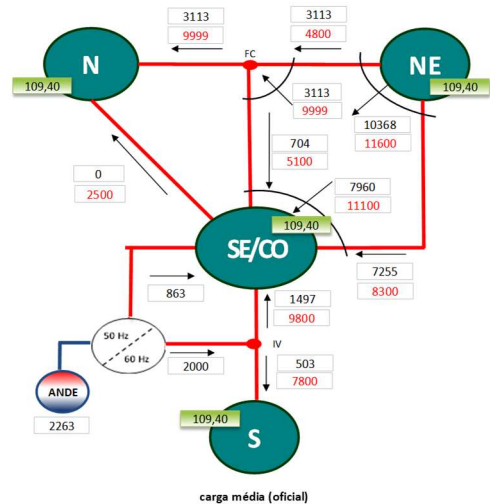 3113
9999
3113
4800
N
FC
NE
109,40
109,40
3113
9999
10368
11600
704
5100
0
2500
7960
11100
109,40
SE/CO
7255
8300
863
1497
9800
50 Hz
60 Hz
IV
2000
503
7800
ANDE
2263
109,40
S
carga média (oficial)